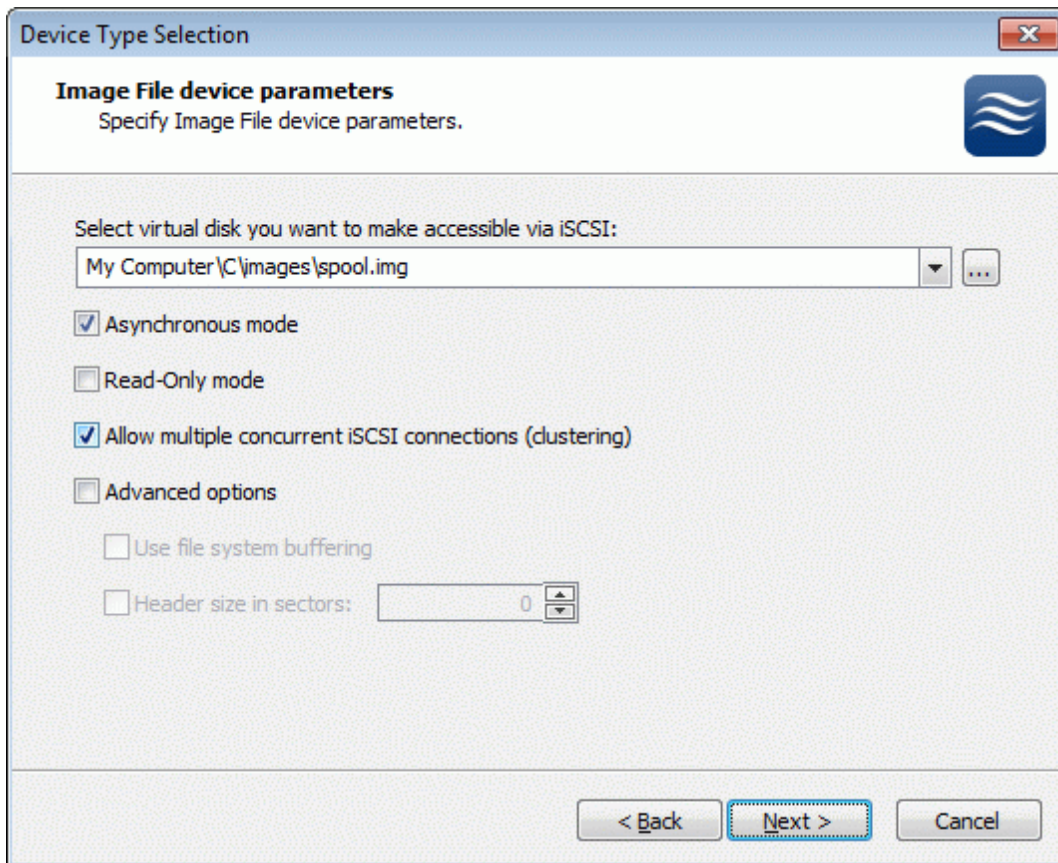 Device Type Selection
Image File device parameters
Specify Image File device parameters.
Select virtual disk you want to make accessible via iSCSI:
My Computer\C\images\spool.img
...
Asynchronous mode
Read-Only mode
Allow multiple concurrent iSCSI connections (clustering)
Advanced options
Use file system buffering
Header size in sectors: 0
< Back Next > Cancel